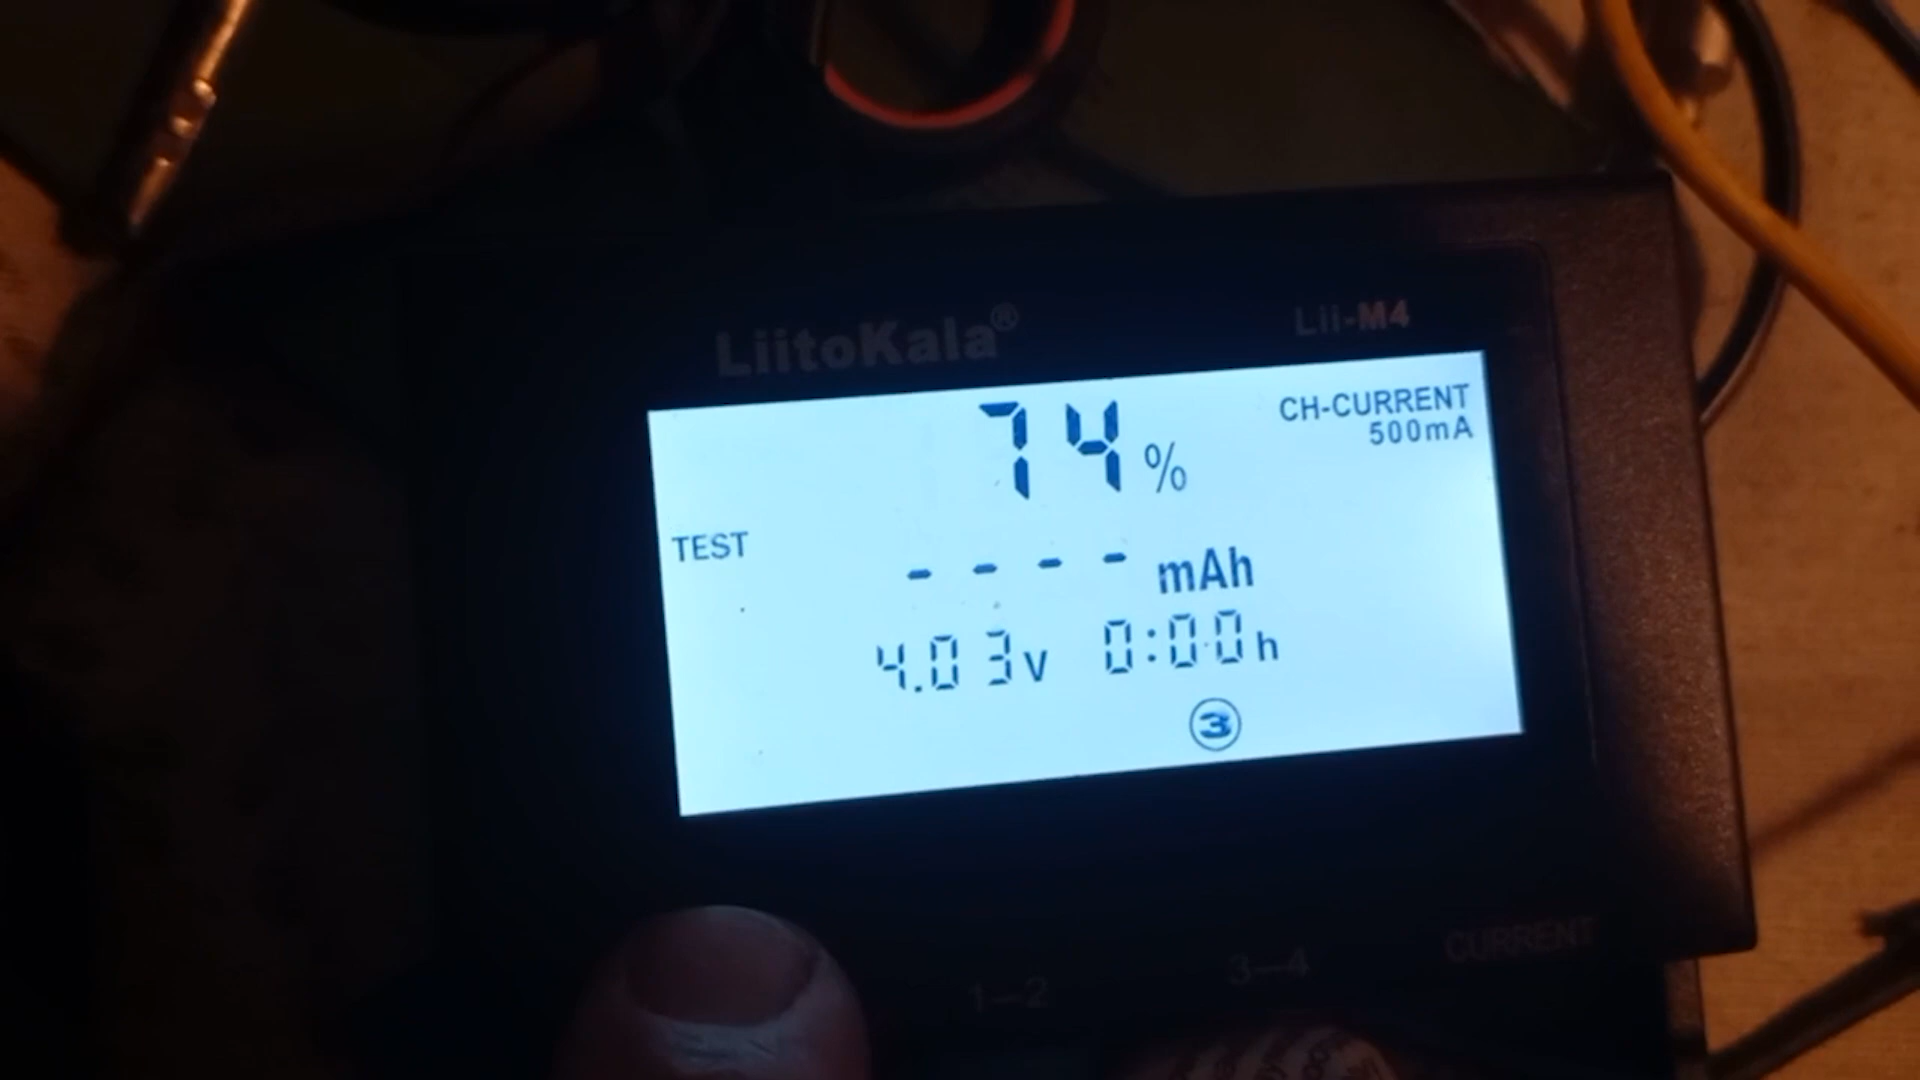 LiitoKala® Lii-M4
74 % CH-CURRENT
500mA
TEST
- - - - mAh
4.03v 0:00h
3
1—2 3—4 CURRENT